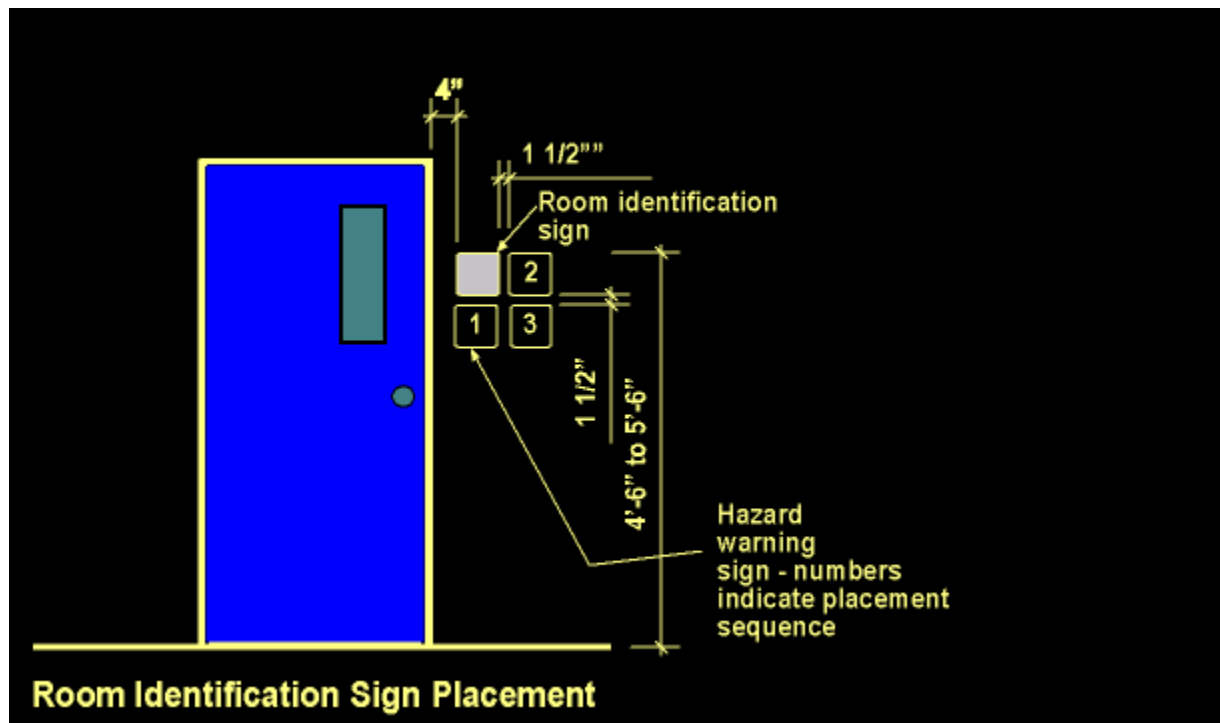 4”
1 1/2””
Room identification
sign
2
1
3
1 1/2”
4’-6” to 5’-6”
Hazard
warning
sign - numbers
indicate placement
sequence
Room Identification Sign Placement